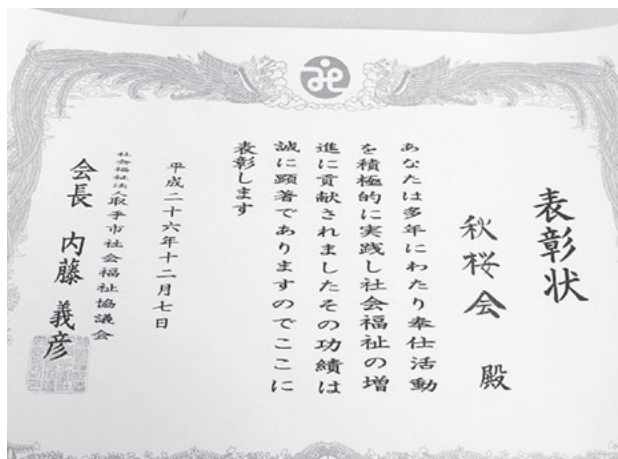 表彰状
秋桜会 殿
あなたは多年にわたり奉仕活動
を積極的に実践し社会福祉の増
進に貢献されましたその功績は
誠に顕著でありますのでここに
表彰します
平成二十六年十二月七日
社会福祉法人取手市社会福祉協議会
会長 内藤 義彦